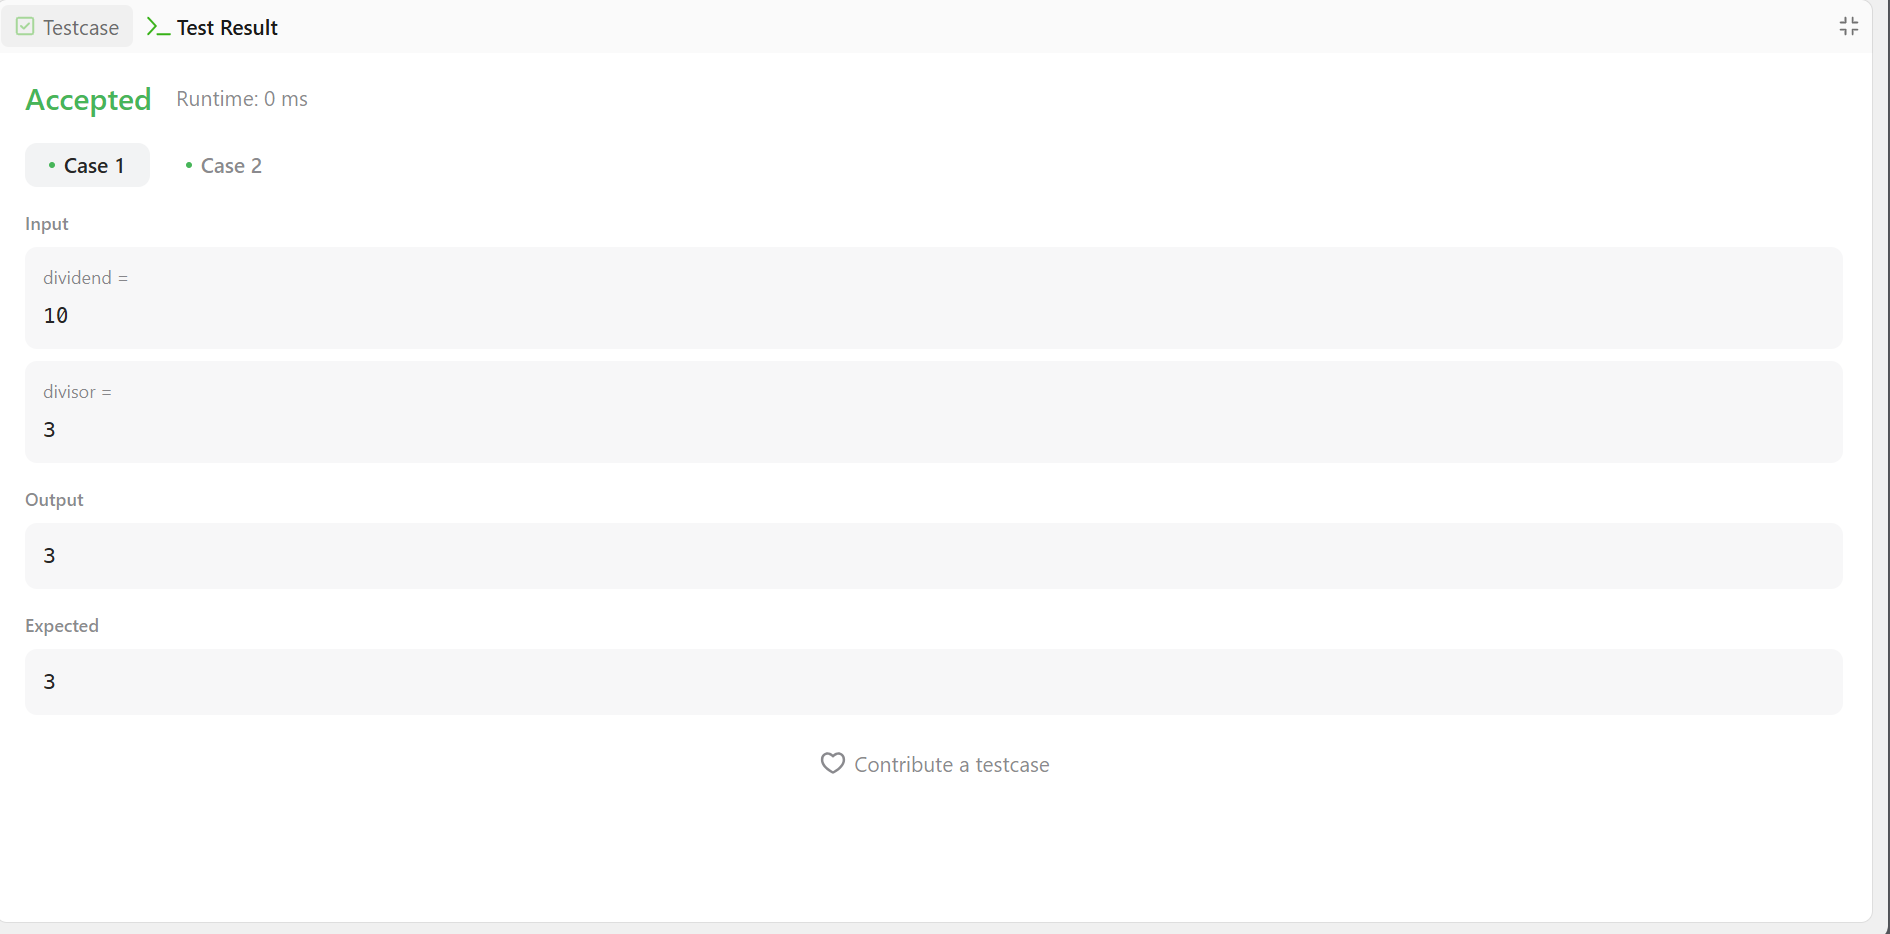 Testcase Test Result
Accepted Runtime: 0 ms
Case 1 Case 2
Input
dividend =
10
divisor =
3
Output
3
Expected
3
Contribute a testcase